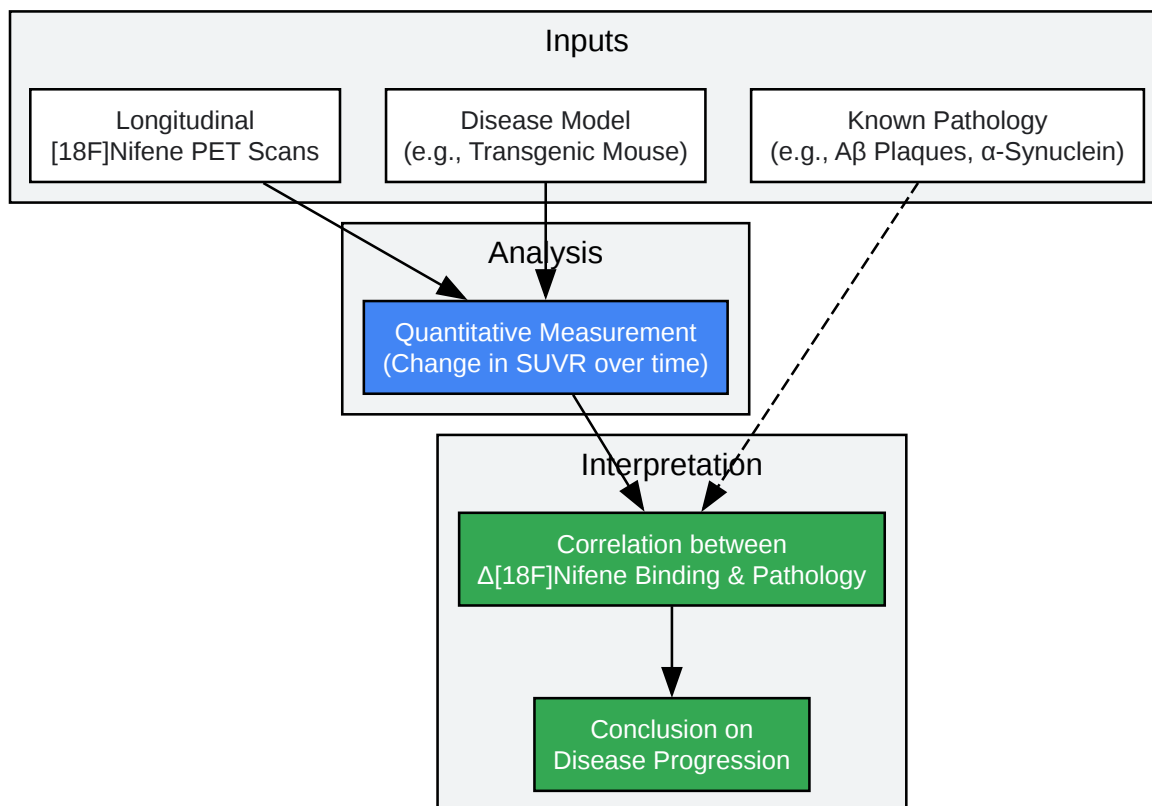 Inputs
Longitudinal
[18F]Nifene PET Scans
Disease Model
(e.g., Transgenic Mouse)
Known Pathology
(e.g., Aβ Plaques, α-Synuclein)
Analysis
Quantitative Measurement
(Change in SUVR over time)
Interpretation
Correlation between
Δ[18F]Nifene Binding & Pathology
Conclusion on
Disease Progression